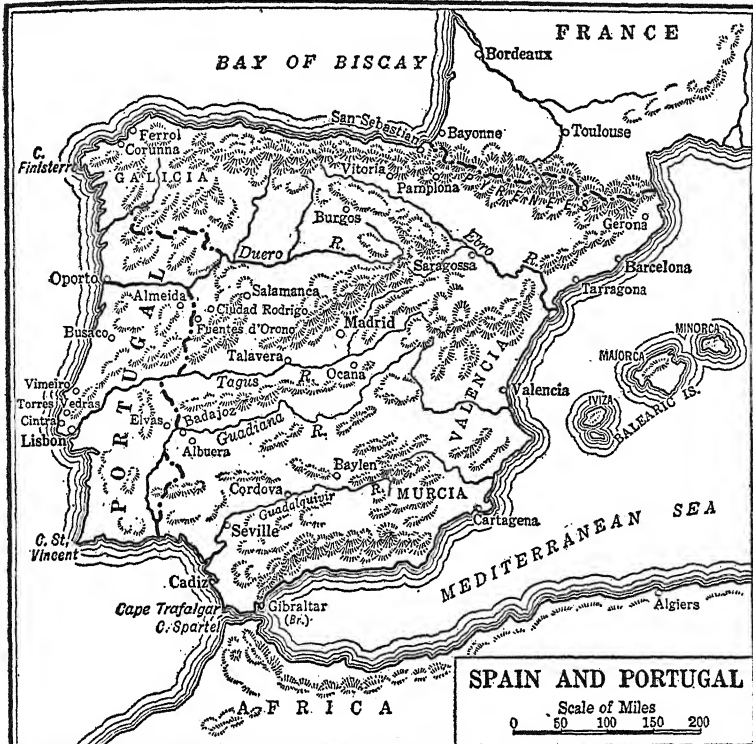 FRANCE
BAY OF BISCAY
Bordeaux
San Sebastian
Bayonne
Toulouse
Ferrol
Corunna
C.
Finisterre
GALICIA
Vitoria
Pamplona
PYRENEES
Burgos
Gerona
Duero R.
Ebro R.
Saragossa
Barcelona
Tarragona
Oporto
Almeida
Salamanca
Ciudad Rodrigo
Fuentes d'Orono
Madrid
Busaco
PORTUGAL
Talavera
Ocana
MINORCA
MAJORCA
IVIZA
BALEARIC IS.
Vimeiro
Torres Vedras
Cintra
Lisbon
Tagus R.
VALENCIA
Valencia
Elvas
Badajoz
Guadiana R.
Albuera
Baylen
Cordova
Guadalquivir R.
MURCIA
Seville
Cartagena
C. St.
Vincent
MEDITERRANEAN SEA
Cadiz
Cape Trafalgar
C. Spartel
Gibraltar
(Br.)
Algiers
AFRICA
SPAIN AND PORTUGAL
Scale of Miles
0 50 100 150 200